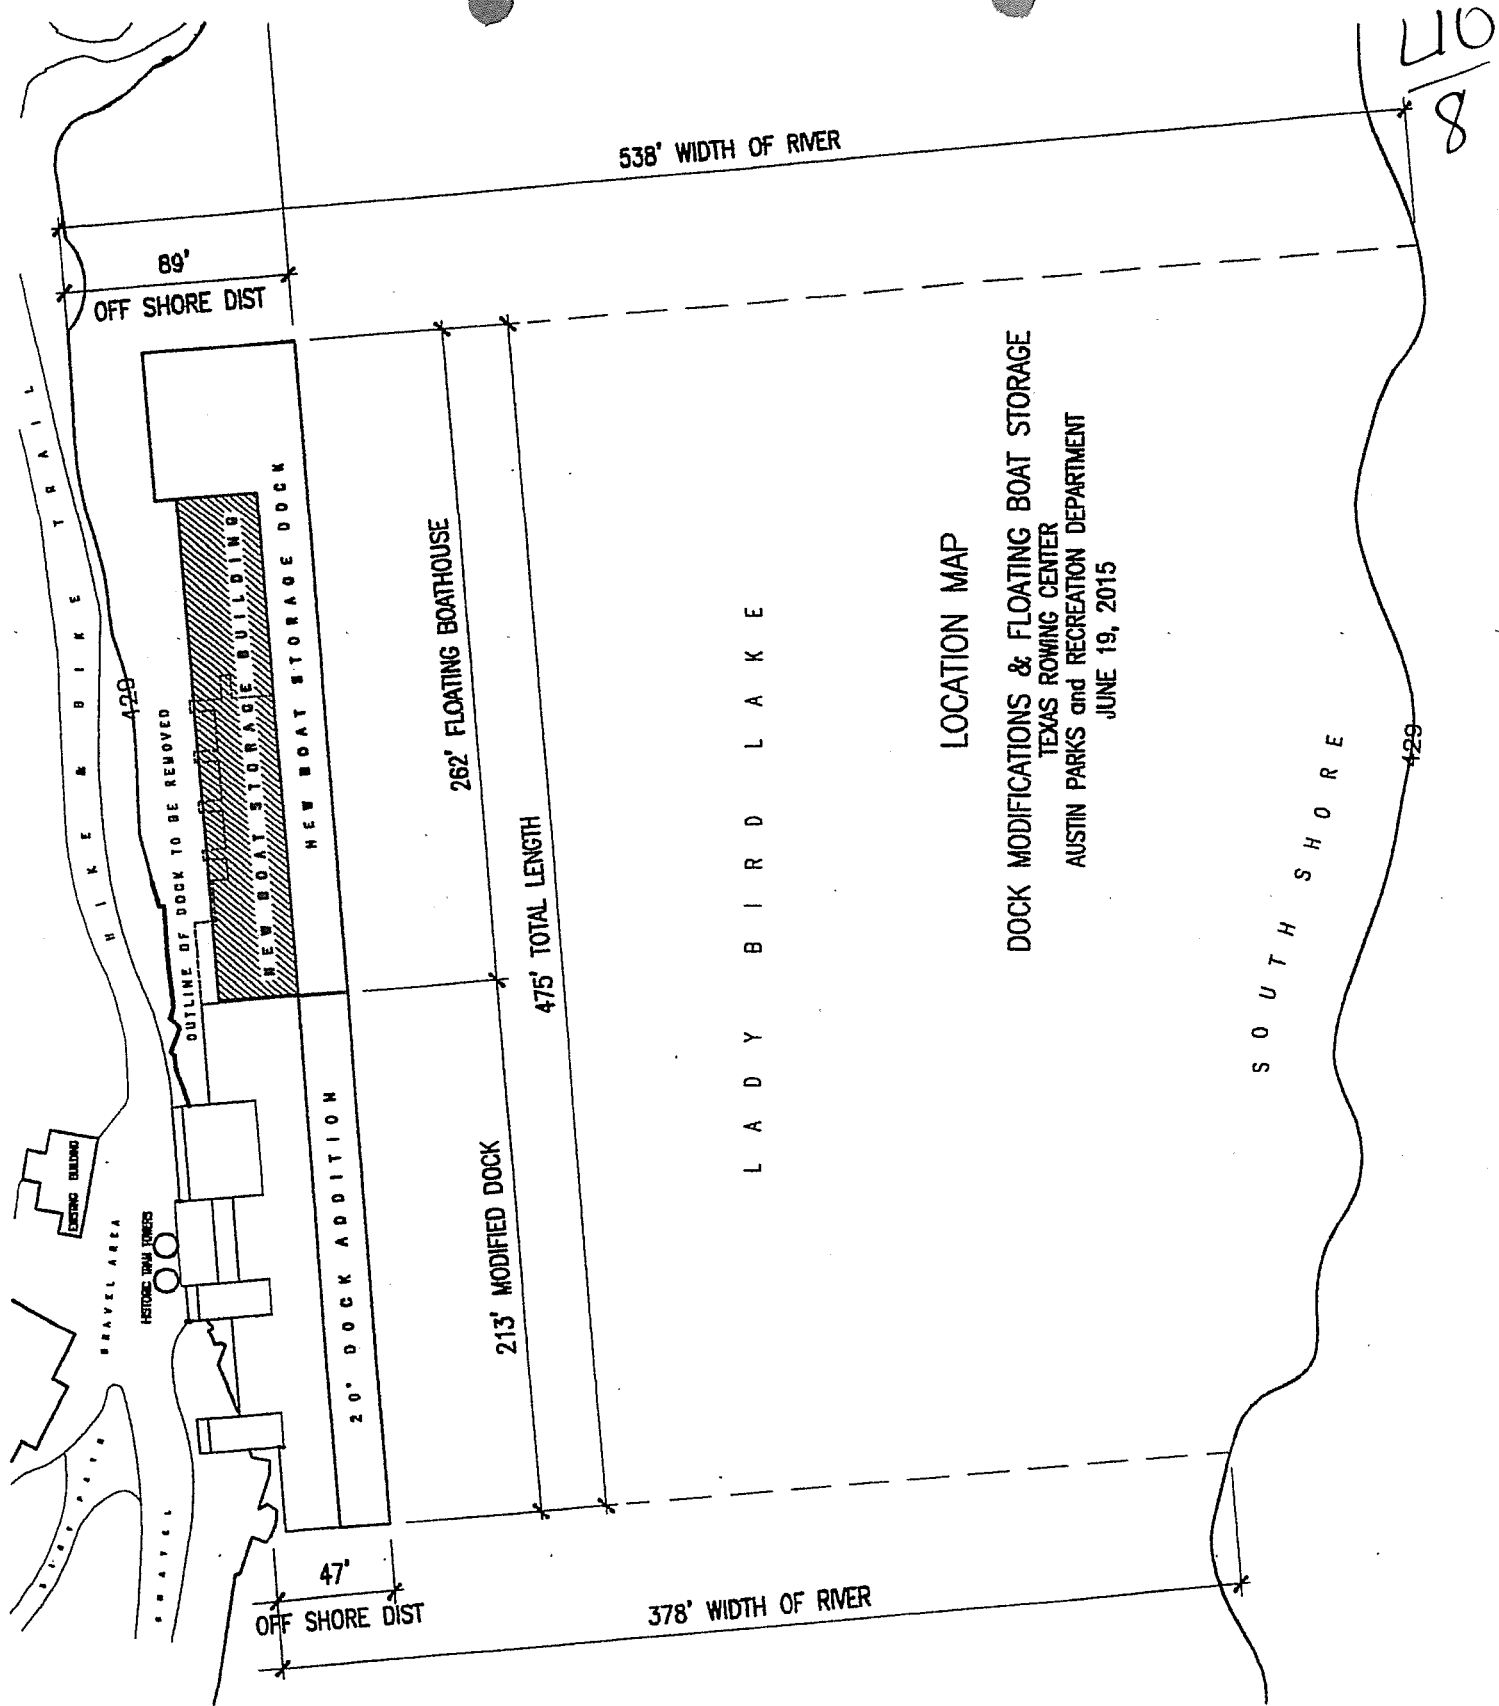 40
8
538' WIDTH OF RIVER
89'
OFF SHORE DIST
HIKE & BIKE TRAIL
429
OUTLINE OF DOCK TO BE REMOVED
NEW BOAT STORAGE BUILDING
NEW BOAT STORAGE DOCK
262' FLOATING BOATHOUSE
475' TOTAL LENGTH
213' MODIFIED DOCK
20' DOCK ADDITION
LADY BIRD LAKE
LOCATION MAP
DOCK MODIFICATIONS & FLOATING BOAT STORAGE
TEXAS ROWING CENTER
AUSTIN PARKS and RECREATION DEPARTMENT
JUNE 19, 2015
SOUTH SHORE
429
EXISTING BUILDING
HISTORIC TRAM TOWERS
GRAVEL AREA
GRAVEL
47'
OFF SHORE DIST
378' WIDTH OF RIVER